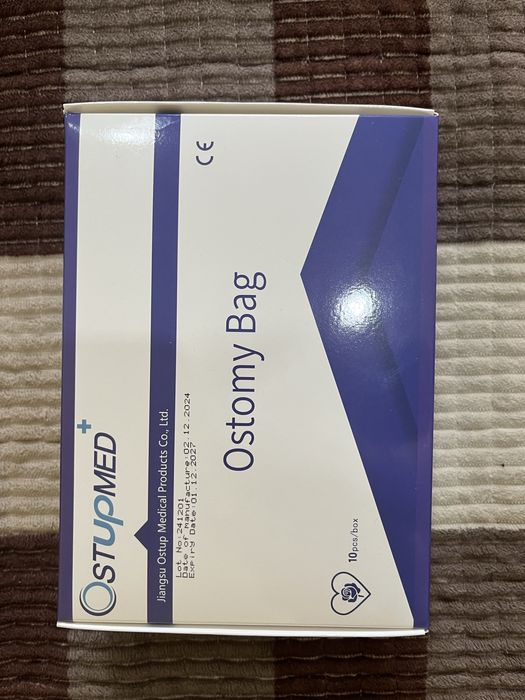 OSTUPMED+
Jiangsu Ostup Medical Products Co., Ltd.
Lot No:241201
Date of manufacture:02.12.2024
Expiry Date:01.12.2027
CE
Ostomy Bag
10pcs/box